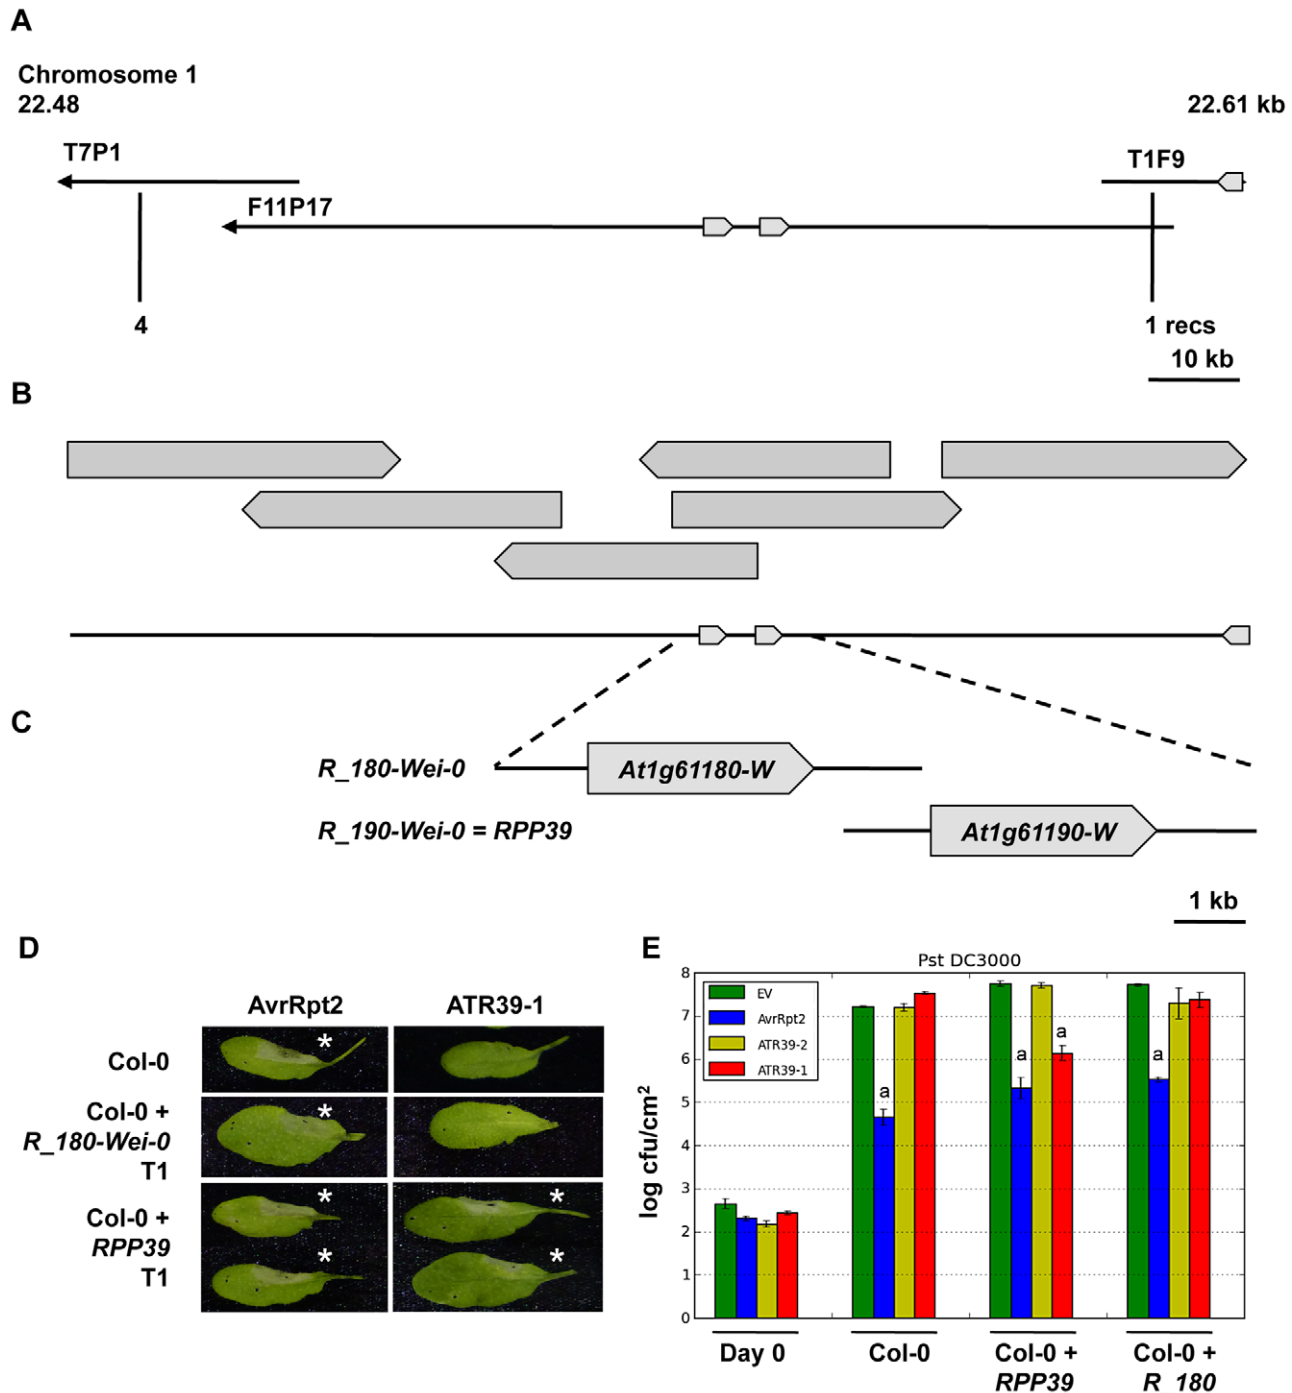 A
Chromosome 1
22.48
22.61 kb
T7P1
T1F9
F11P17
4
1 recs
10 kb
B
C
R_180-Wei-0
At1g61180-W
R_190-Wei-0 = RPP39
At1g61190-W
1 kb
D
AvrRpt2
ATR39-1
Col-0
*
Col-0 +
R_180-Wei-0
T1
*
Col-0 +
RPP39
T1
*
*
*
*
E
Pst DC3000
EV
AvrRpt2
ATR39-2
ATR39-1
log cfu/cm²
8
7
6
5
4
3
2
1
0
a
a
a
a
Day 0
Col-0
Col-0 +
RPP39
Col-0 +
R_180